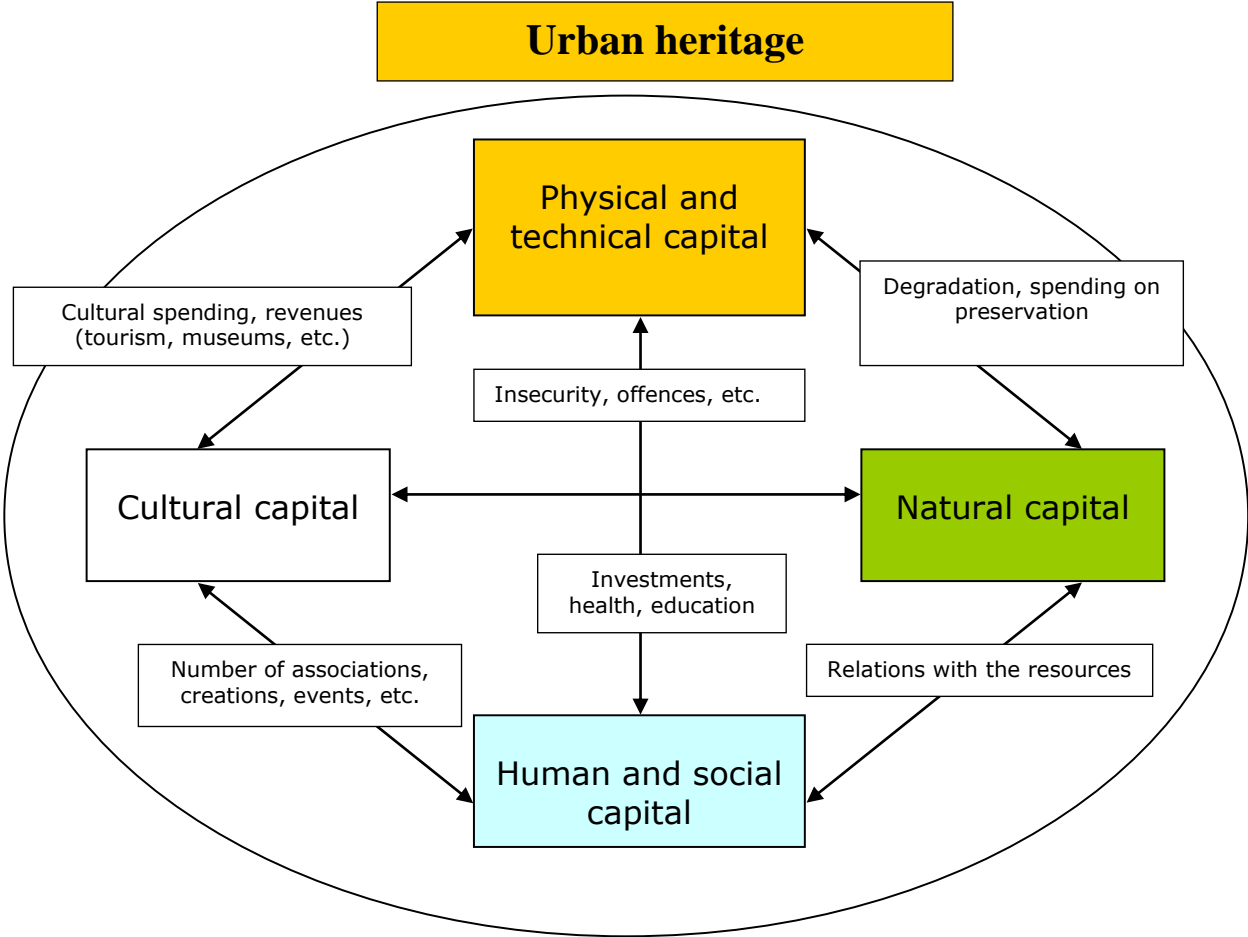 Urban heritage
Physical and
technical capital
Cultural spending, revenues
(tourism, museums, etc.)
Degradation, spending on
preservation
Insecurity, offences, etc.
Cultural capital
Natural capital
Investments,
health, education
Number of associations,
creations, events, etc.
Relations with the resources
Human and social
capital